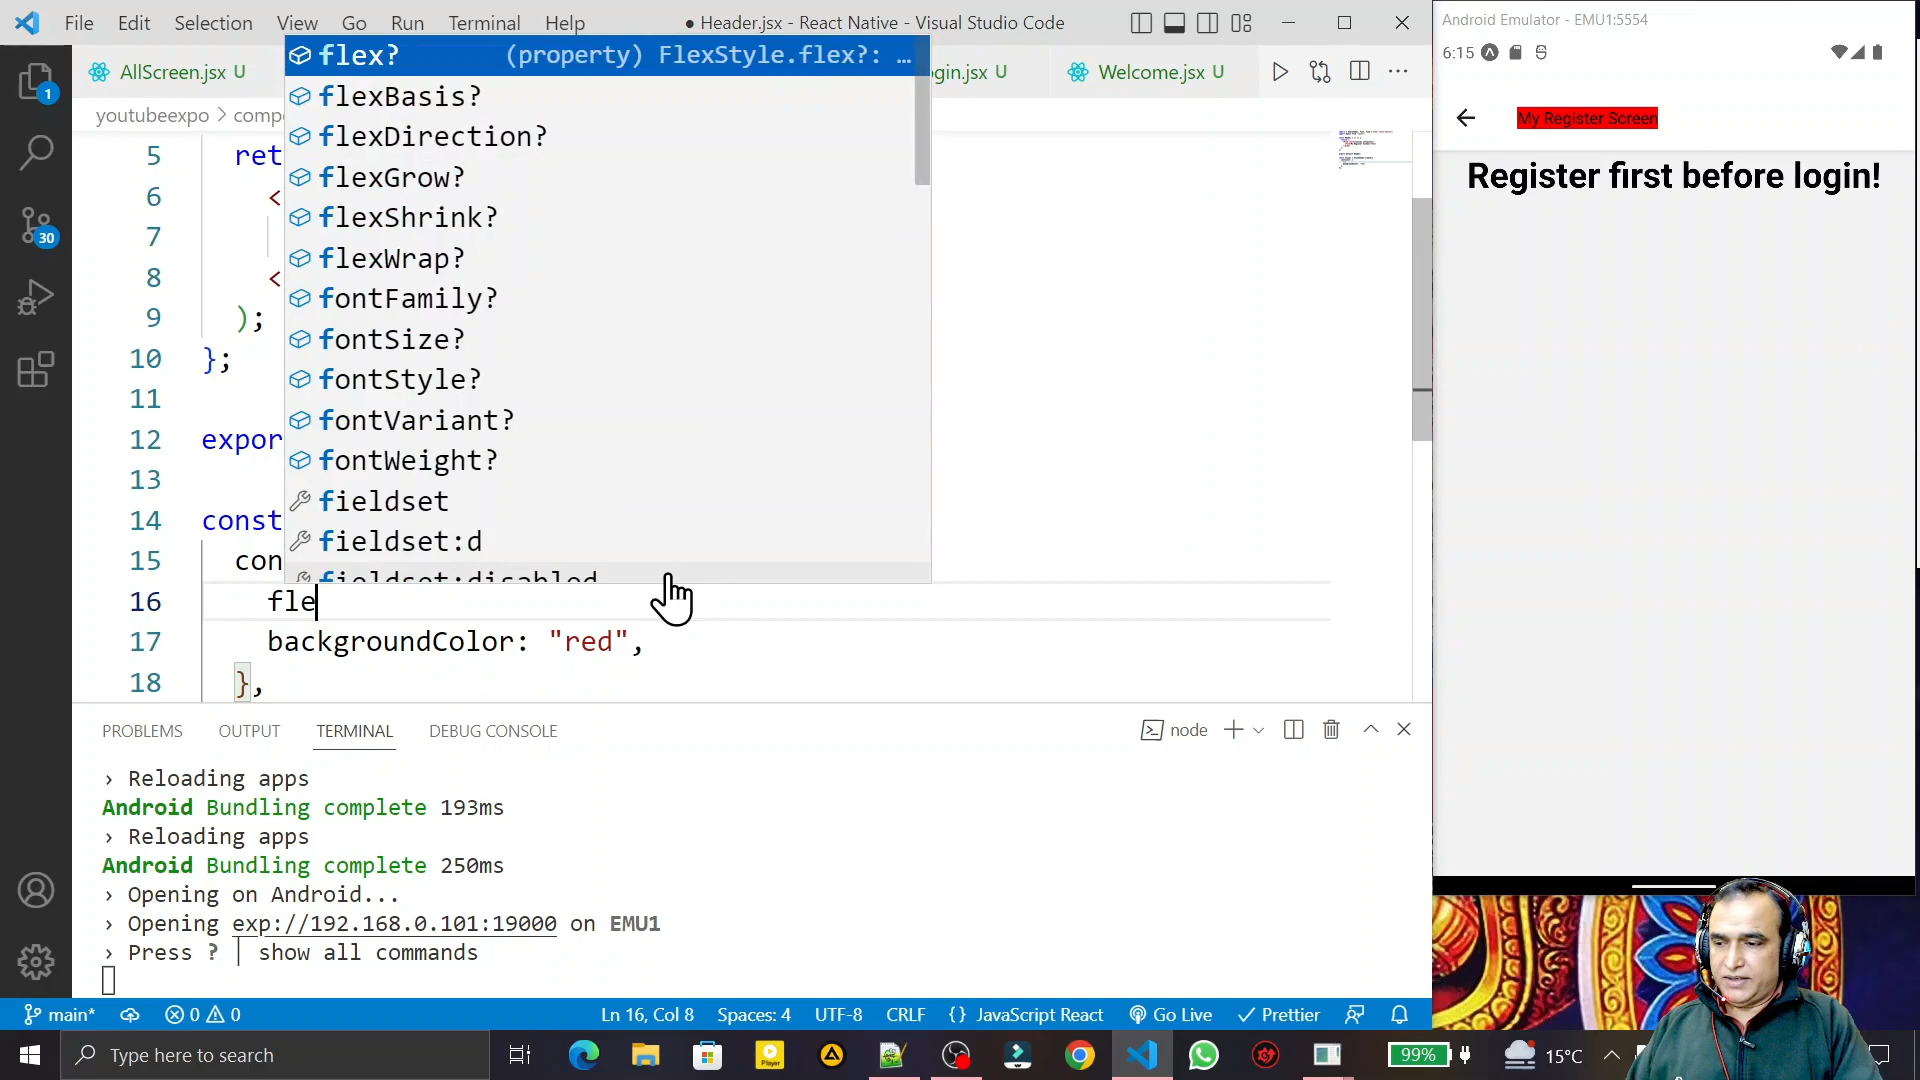 File Edit Selection View Go Run Terminal Help
● Header.jsx - React Native - Visual Studio Code
AllScreen.jsx U
gin.jsx U
Welcome.jsx U
youtubeexpo > comp
flex? (property) FlexStyle.flex?: …
flexBasis?
flexDirection?
flexGrow?
flexShrink?
flexWrap?
fontFamily?
fontSize?
fontStyle?
fontVariant?
fontWeight?
fieldset
fieldset:d
fieldset:disabled
5 ret
6 <
7
8 <
9 );
10 };
11
12 expor
13
14 const
15 con
16 fle
17 backgroundColor: "red",
18 },
1
30
PROBLEMS OUTPUT TERMINAL DEBUG CONSOLE
node
› Reloading apps
Android Bundling complete 193ms
› Reloading apps
Android Bundling complete 250ms
› Opening on Android...
› Opening exp://192.168.0.101:19000 on EMU1
› Press ? │ show all commands
main* 0 0 Ln 16, Col 8 Spaces: 4 UTF-8 CRLF {} JavaScript React Go Live Prettier
Type here to search
Player
99%
15°C
Android Emulator - EMU1:5554
6:15
My Register Screen
Register first before login!